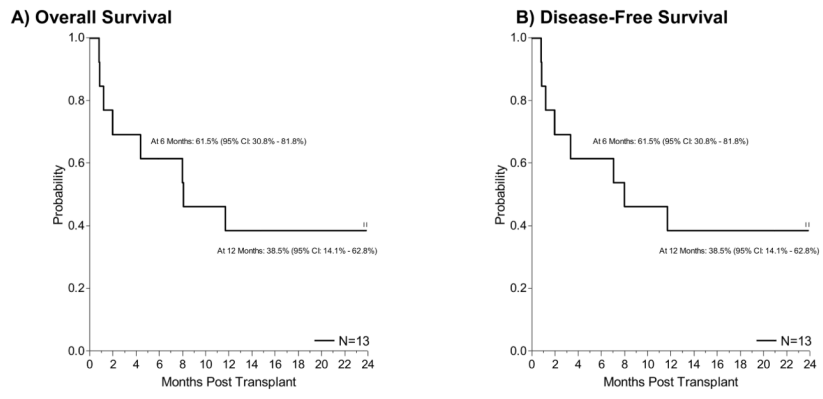 A) Overall Survival
1.0
0.8
0.6
0.4
0.2
0.0
Probability
At 6 Months: 61.5% (95% CI: 30.8% - 81.8%)
At 12 Months: 38.5% (95% CI: 14.1% - 62.8%)
N=13
0 2 4 6 8 10 12 14 16 18 20 22 24
Months Post Transplant
B) Disease-Free Survival
1.0
0.8
0.6
0.4
0.2
0.0
Probability
At 6 Months: 61.5% (95% CI: 30.8% - 81.8%)
At 12 Months: 38.5% (95% CI: 14.1% - 62.8%)
N=13
0 2 4 6 8 10 12 14 16 18 20 22 24
Months Post Transplant